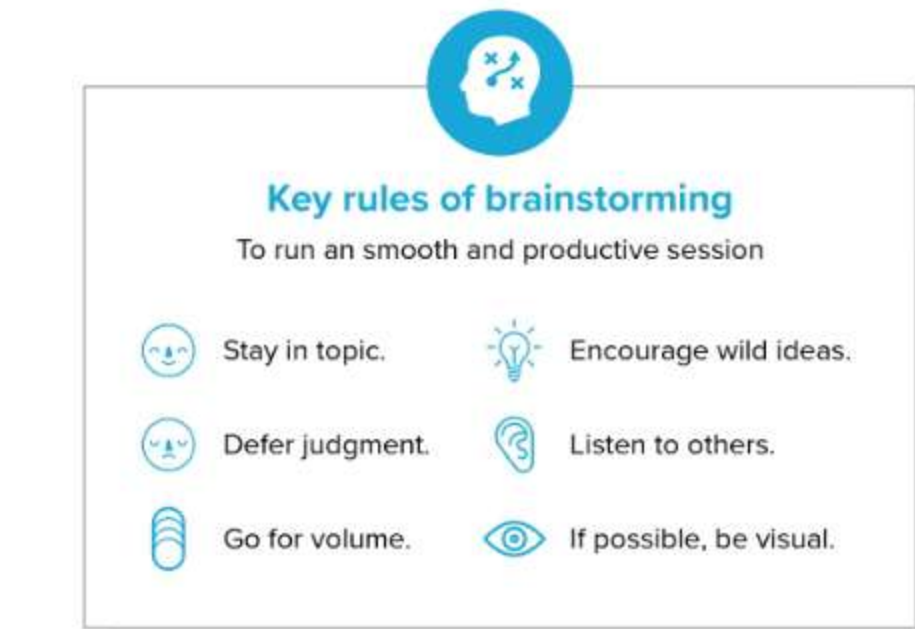 Key rules of brainstorming
To run an smooth and productive session
Stay in topic.
Encourage wild ideas.
Defer judgment.
Listen to others.
Go for volume.
If possible, be visual.